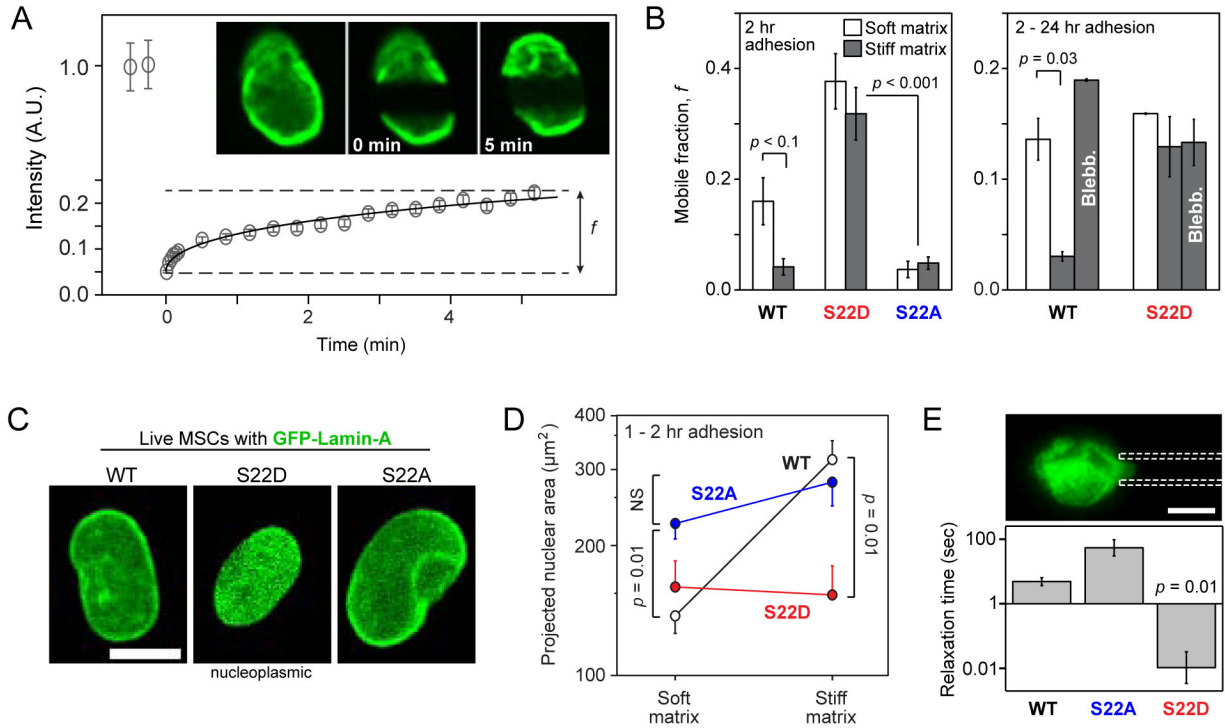 A
1.0
0.2
0.1
0.0
Intensity (A.U.)
0 min
5 min
f
0
2
4
Time (min)
B
2 hr
adhesion
Soft matrix
Stiff matrix
p < 0.001
p < 0.1
0.4
0.2
0.0
Mobile fraction, f
WT
S22D
S22A
2 - 24 hr adhesion
p = 0.03
0.2
0.1
0.0
Blebb.
Blebb.
WT
S22D
C
Live MSCs with GFP-Lamin-A
WT
S22D
S22A
nucleoplasmic
D
1 - 2 hr adhesion
400
300
200
100
Projected nuclear area (μm²)
WT
S22A
S22D
NS
p = 0.01
p = 0.01
Soft
matrix
Stiff
matrix
E
100
1
0.01
Relaxation time (sec)
p = 0.01
WT
S22A
S22D